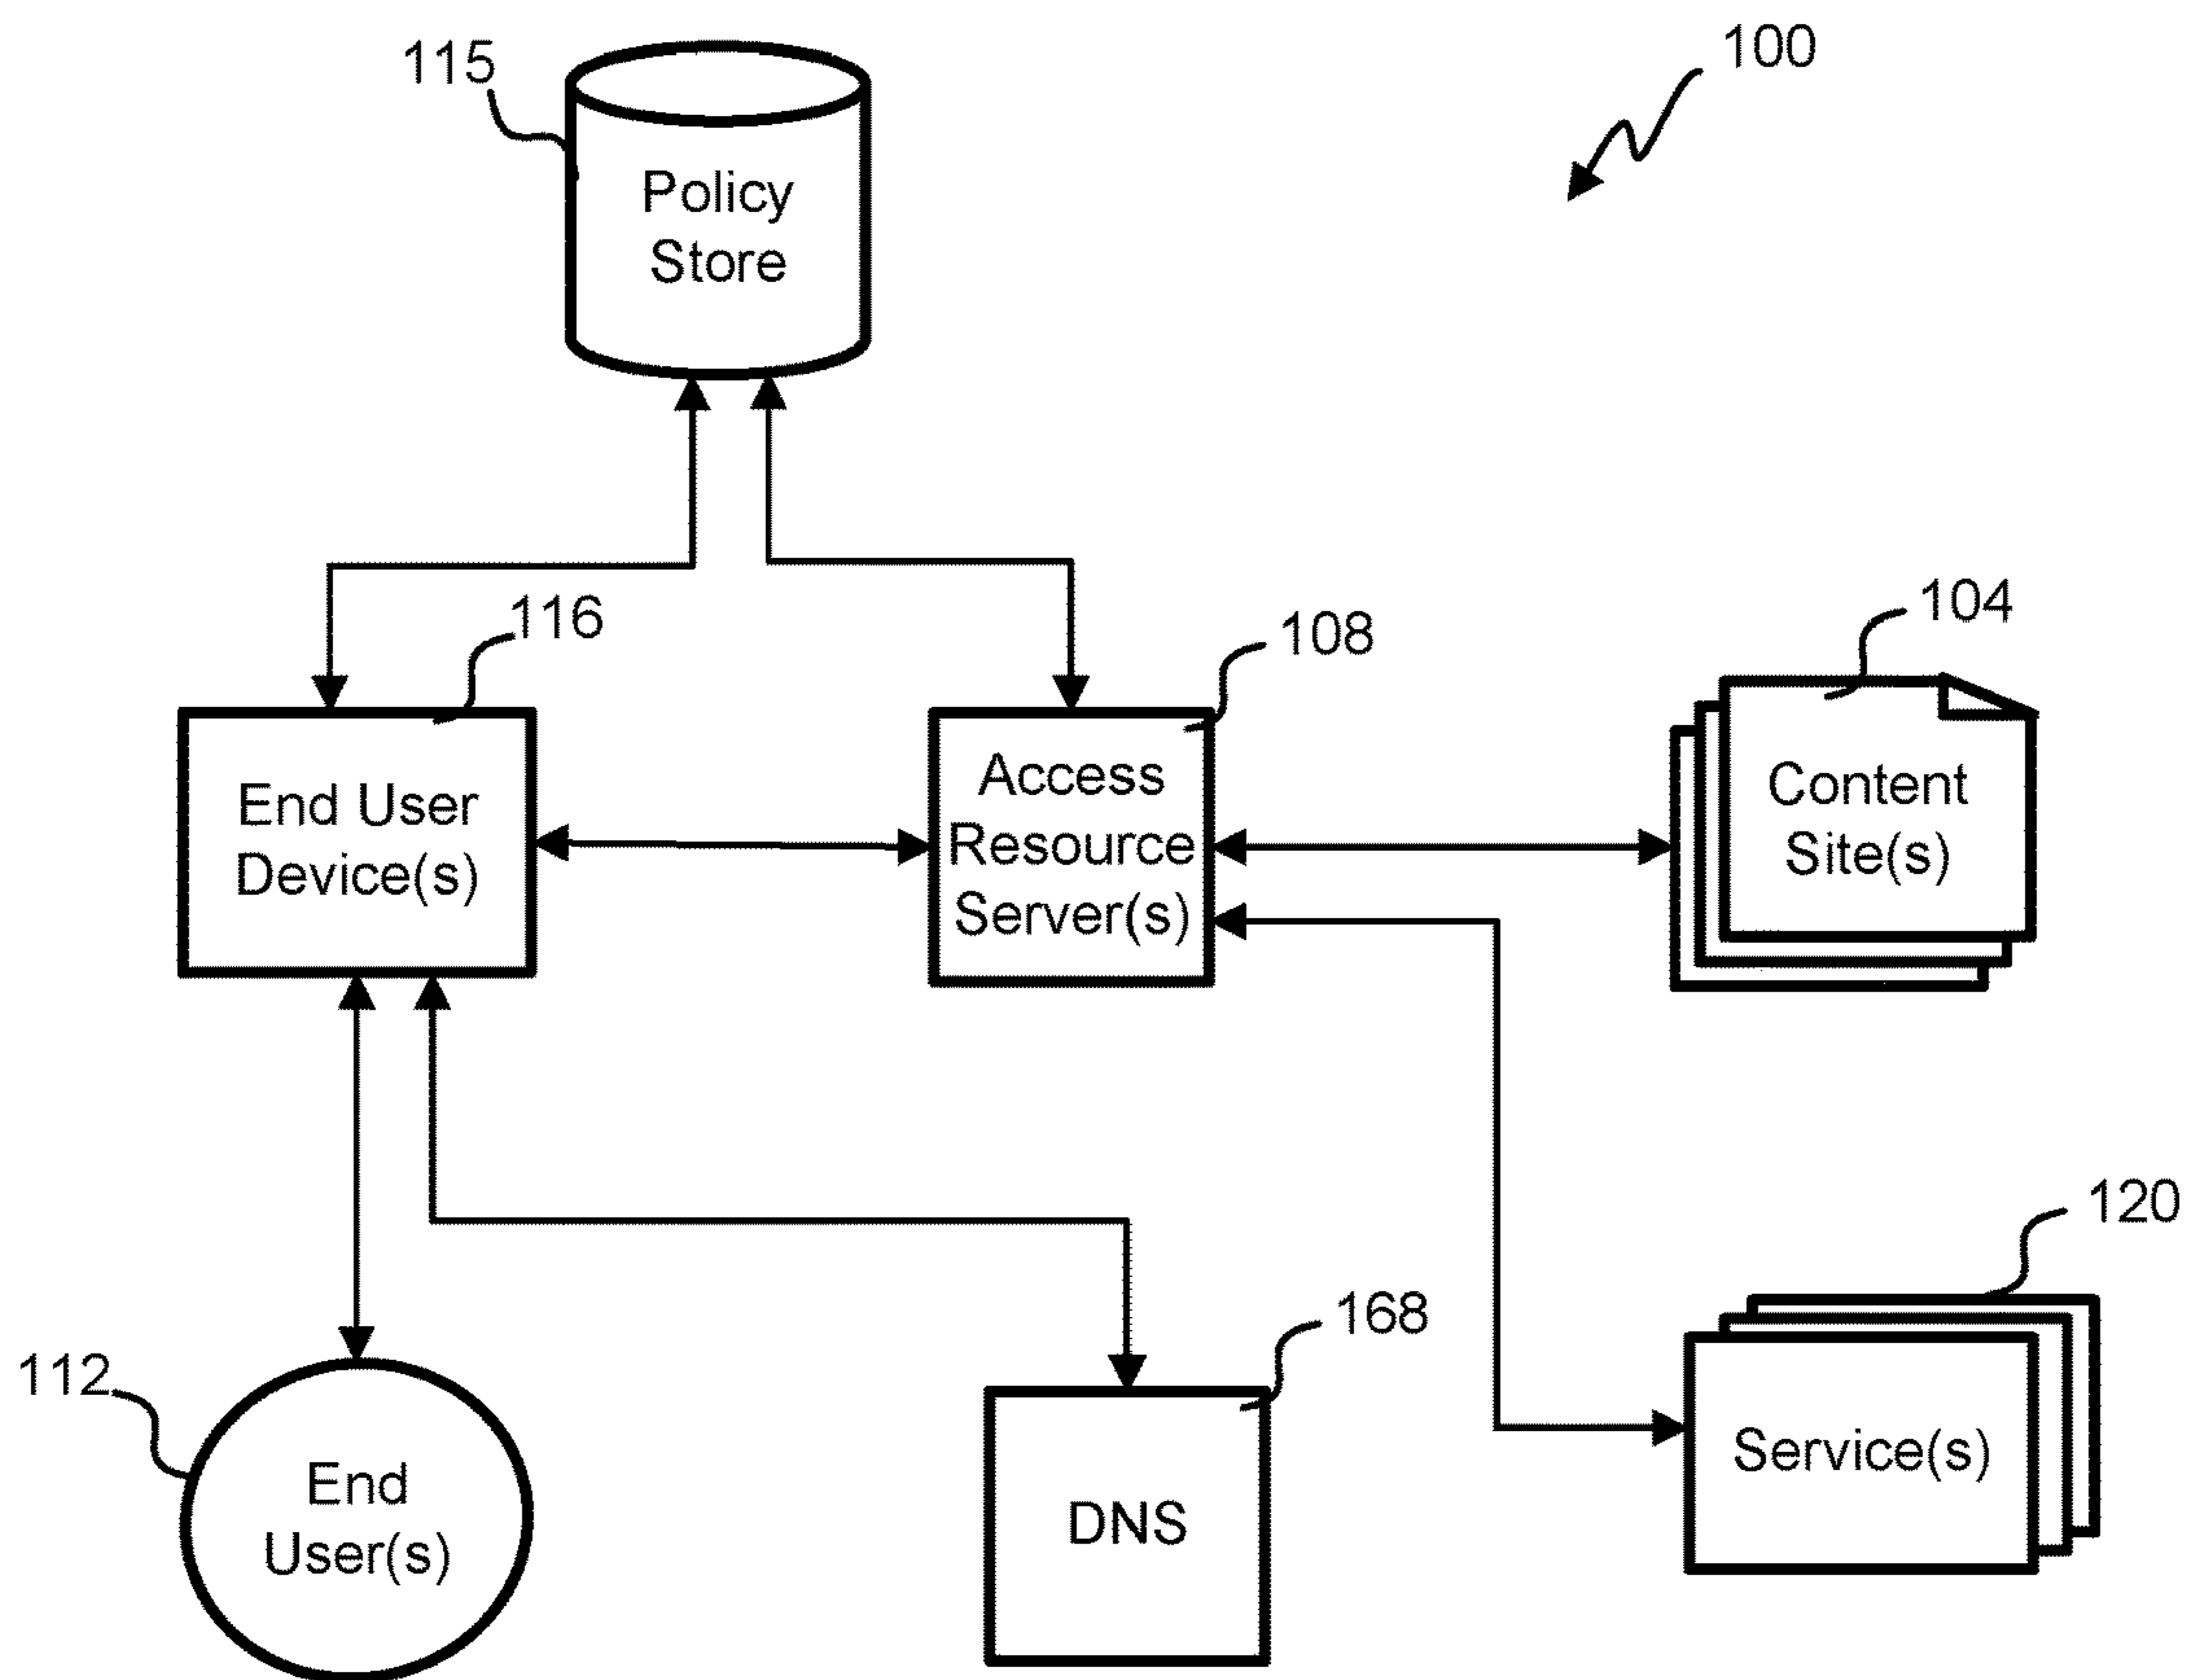 100
115
Policy
Store
116
108
104
End User
Device(s)
Access
Resource
Server(s)
Content
Site(s)
120
168
112
End
User(s)
DNS
Service(s)